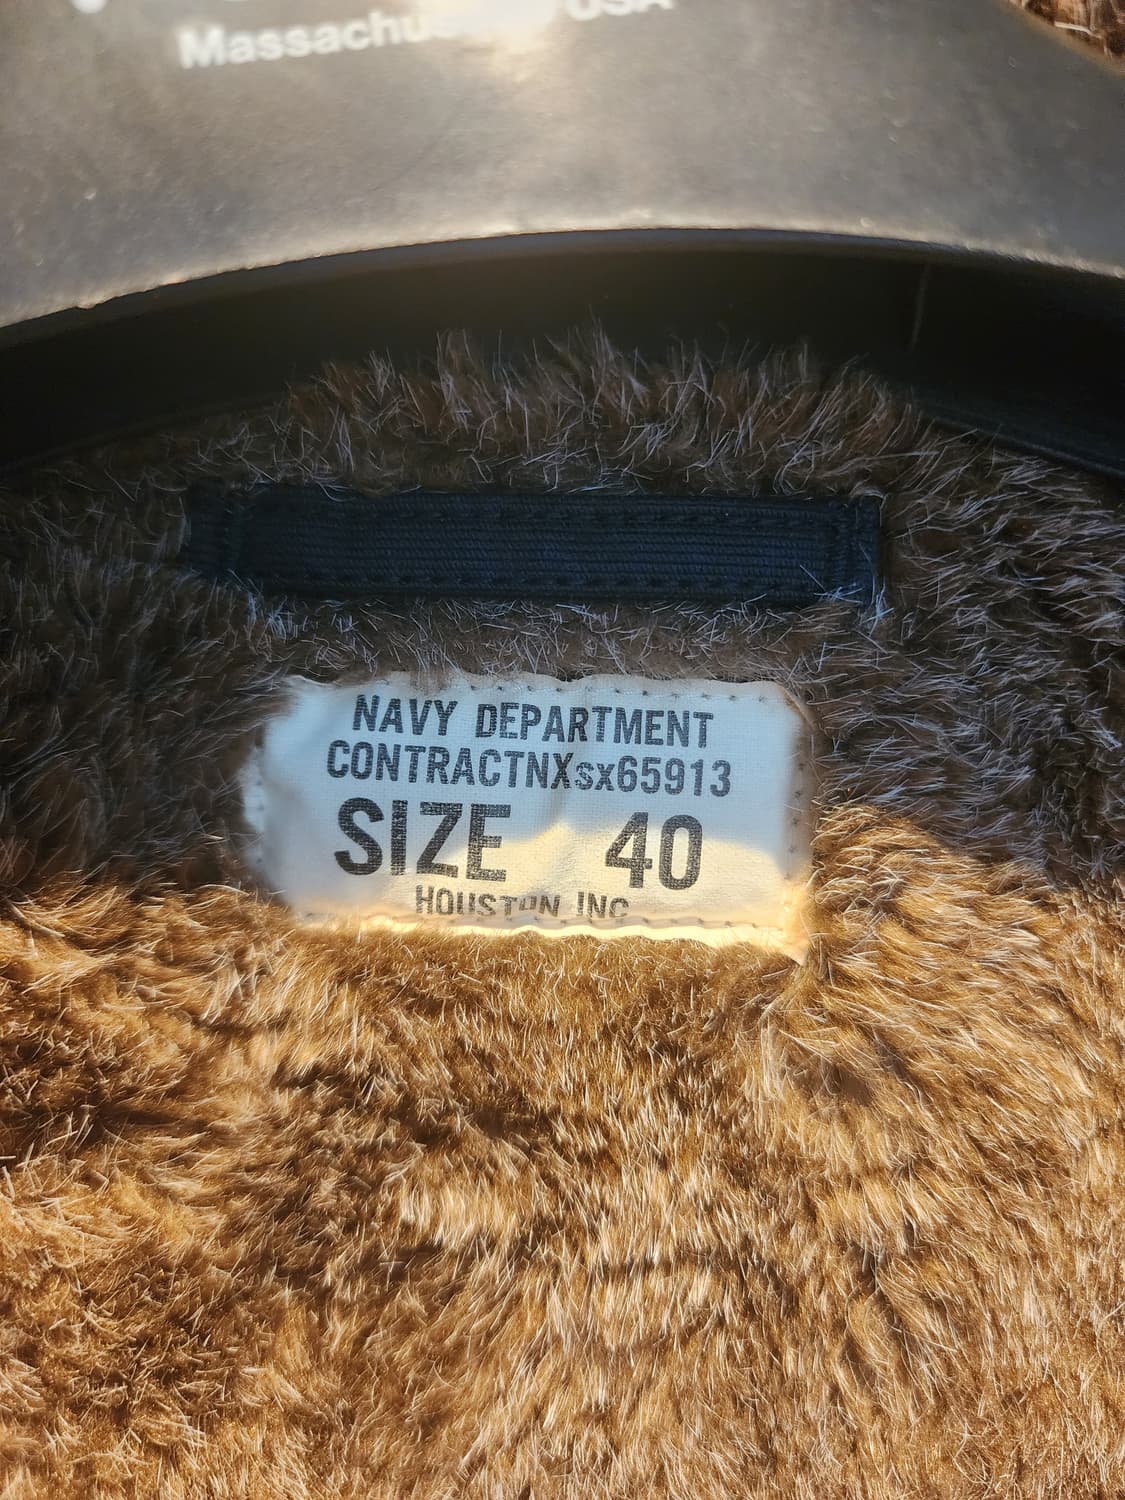 Massachu USA
NAVY DEPARTMENT
CONTRACTNXsx65913
SIZE 40
HOUSTON INC